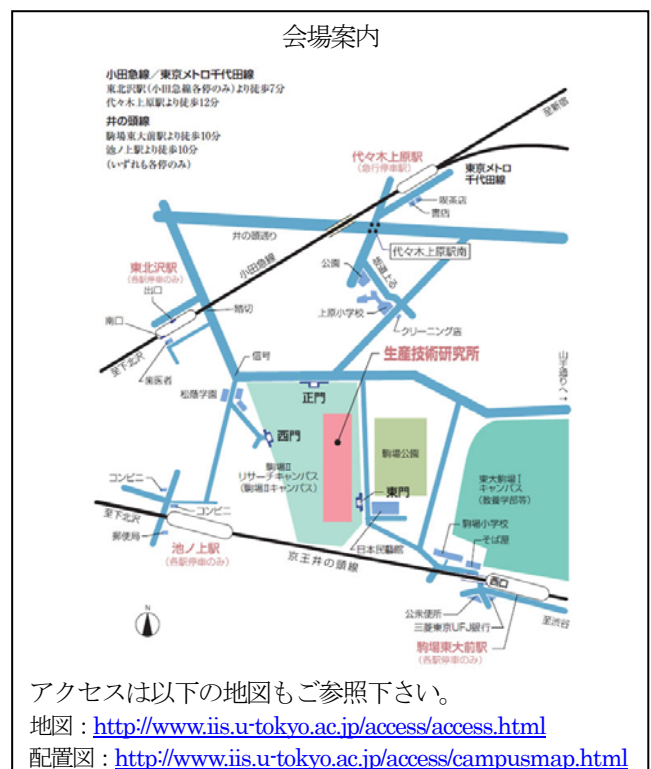 会場案内
小田急線／東京メトロ千代田線
東北沢駅(小田急線各停のみ)より徒歩7分
代々木上原駅より徒歩12分
井の頭線
駒場東大前駅より徒歩10分
池ノ上駅より徒歩10分
(いずれも各停のみ)
至新宿
代々木上原駅
(急行停車駅)
東京メトロ
千代田線
喫茶店
書店
井の頭通り
代々木上原駅南
小田急線
公園
坂道上る
東北沢駅
(各駅停車のみ)
出口
踏切
上原小学校
南口
クリーニング店
至下北沢
歯医者
信号
生産技術研究所
山手通りへ→
松蔭学園
正門
西門
駒場公園
駒場Ⅱ
リサーチキャンパス
(駒場Ⅱキャンパス)
東大駒場Ⅰ
キャンパス
(教養学部等)
コンビニ
東門
コンビニ
至下北沢
駒場小学校
郵便局
そば屋
池ノ上駅
(各駅停車のみ)
日本民藝館
京王井の頭線
西口
N
公衆便所
三菱東京UFJ銀行
至渋谷
駒場東大前駅
(各駅停車のみ)
アクセスは以下の地図もご参照下さい。
地図：http://www.iis.u-tokyo.ac.jp/access/access.html
配置図：http://www.iis.u-tokyo.ac.jp/access/campusmap.html